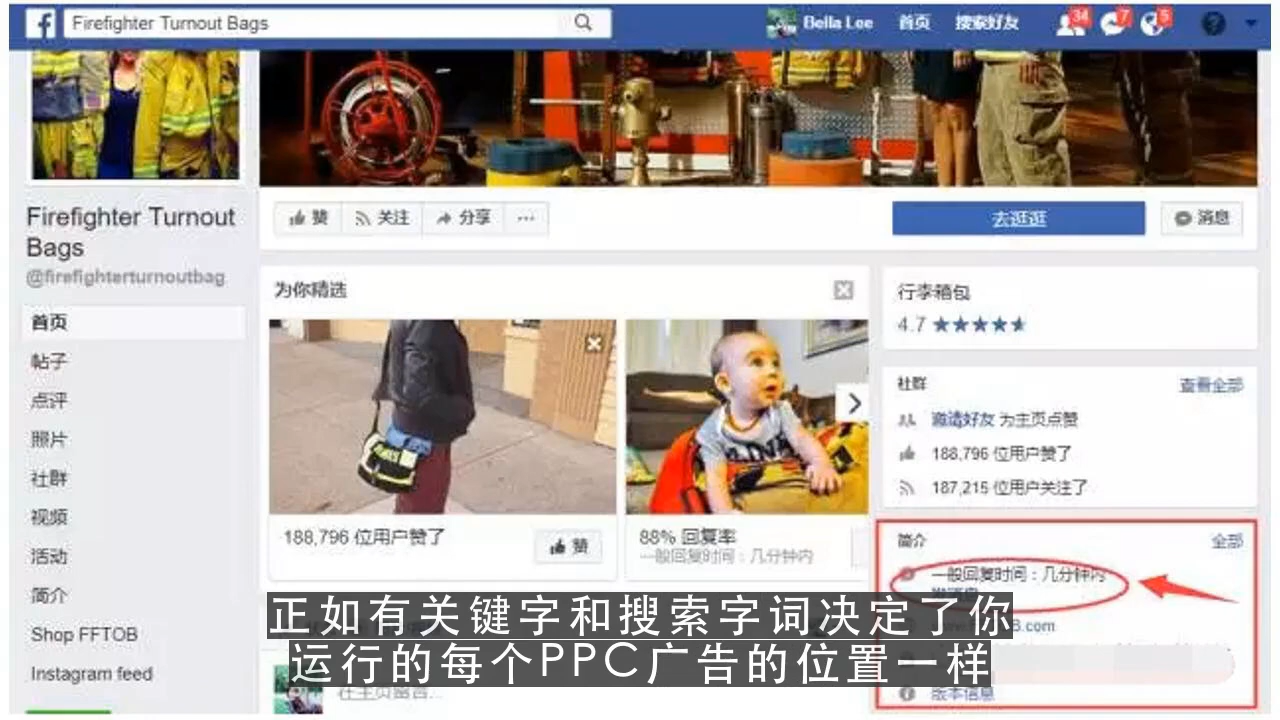 Firefighter Turnout Bags
Bella Lee 首页 搜索好友 34 7 5
Firefighter Turnout
Bags
@firefighterturnoutbag
首页
帖子
点评
照片
社群
视频
活动
简介
Shop FFTOB
Instagram feed
赞 关注 分享 ...
去逛逛
消息
为你精选
188,796 位用户赞了
赞
88% 回复率
一般回复时间：几分钟内
行李箱包
4.7
社群 查看全部
邀请好友 为主页点赞
188,796 位用户赞了
187,215 位用户关注了
简介 全部
一般回复时间：几分钟内
版本信息
在主页留言...
正如有关键字和搜索字词决定了你
运行的每个PPC广告的位置一样